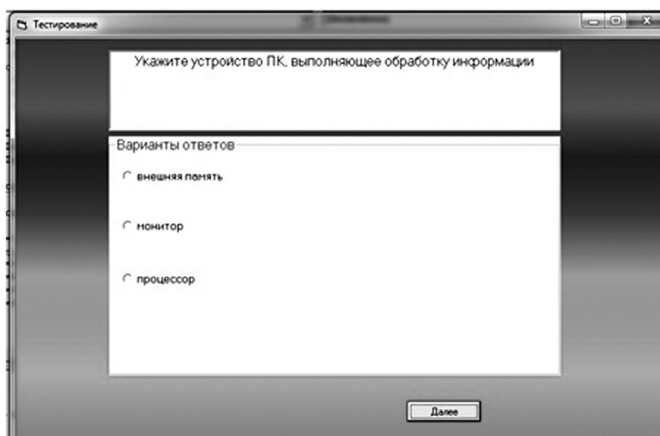 Тестирование
Укажите устройство ПК, выполняющее обработку информации
Варианты ответов
внешняя память
монитор
процессор
Далее